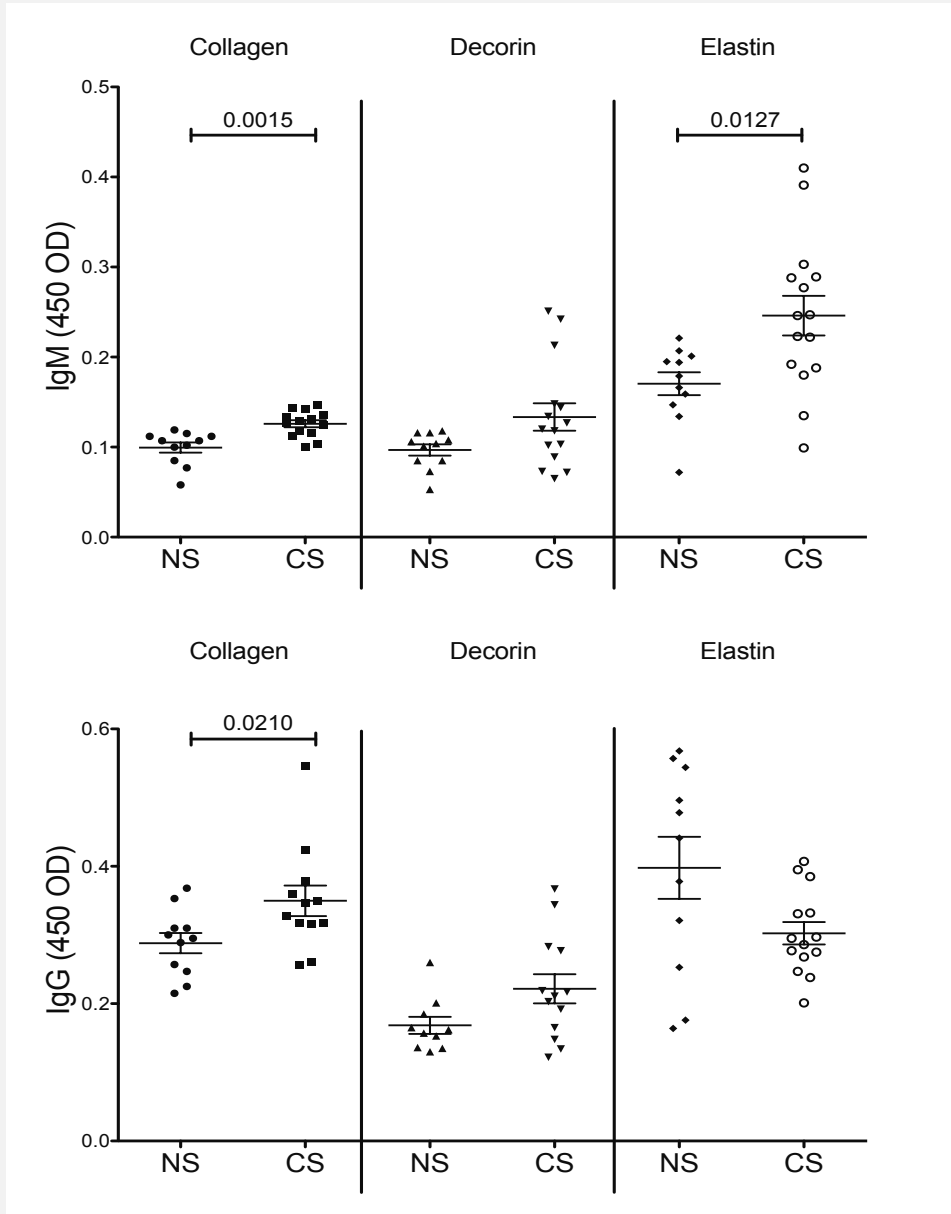 Collagen Decorin Elastin
0.5
0.0015 0.0127
0.4
0.3
IgM (450 OD)
0.2
0.1
0.0
NS CS NS CS NS CS
Collagen Decorin Elastin
0.6
0.0210
0.4
IgG (450 OD)
0.2
0.0
NS CS NS CS NS CS